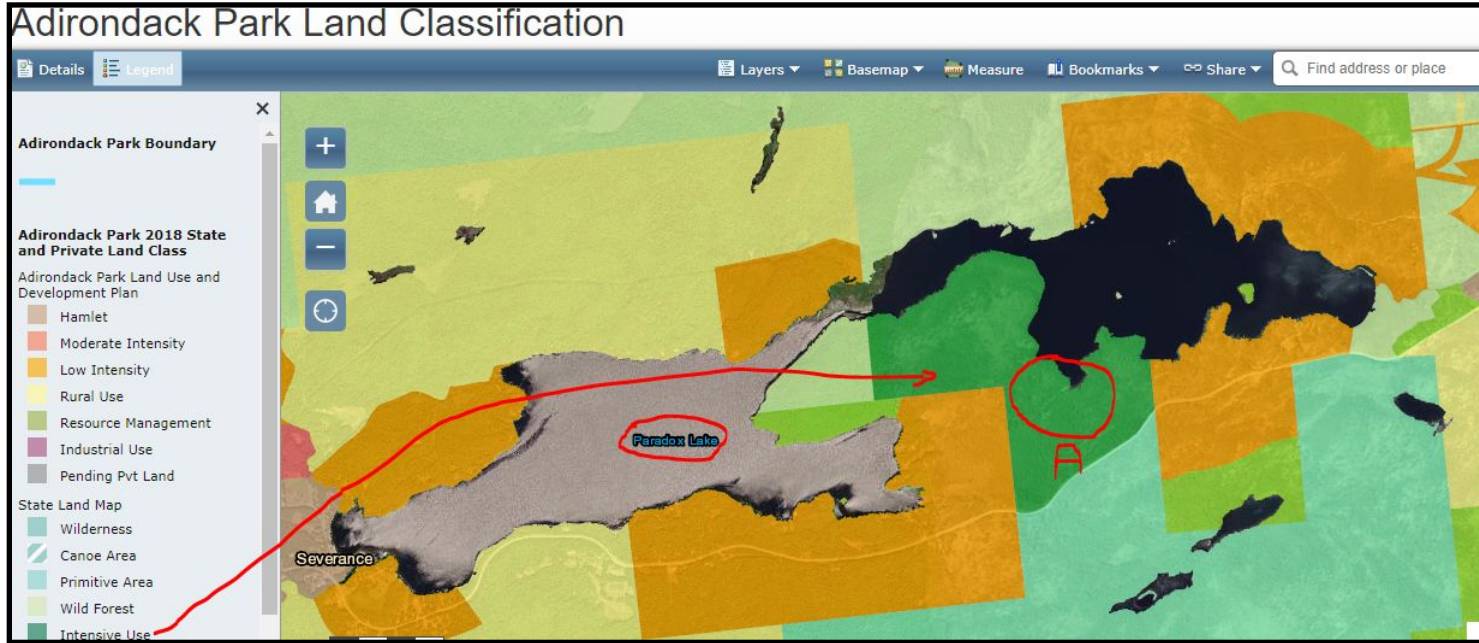 Adirondack Park Land Classification
Details Legend Layers Basemap Measure Bookmarks Share Find address or place
Adirondack Park Boundary
Adirondack Park 2018 State
and Private Land Class
Adirondack Park Land Use and
Development Plan
Hamlet
Moderate Intensity
Low Intensity
Rural Use
Resource Management
Industrial Use
Pending Pvt Land
State Land Map
Wilderness
Canoe Area
Primitive Area
Wild Forest
Intensive Use
Paradox Lake
A
Severance